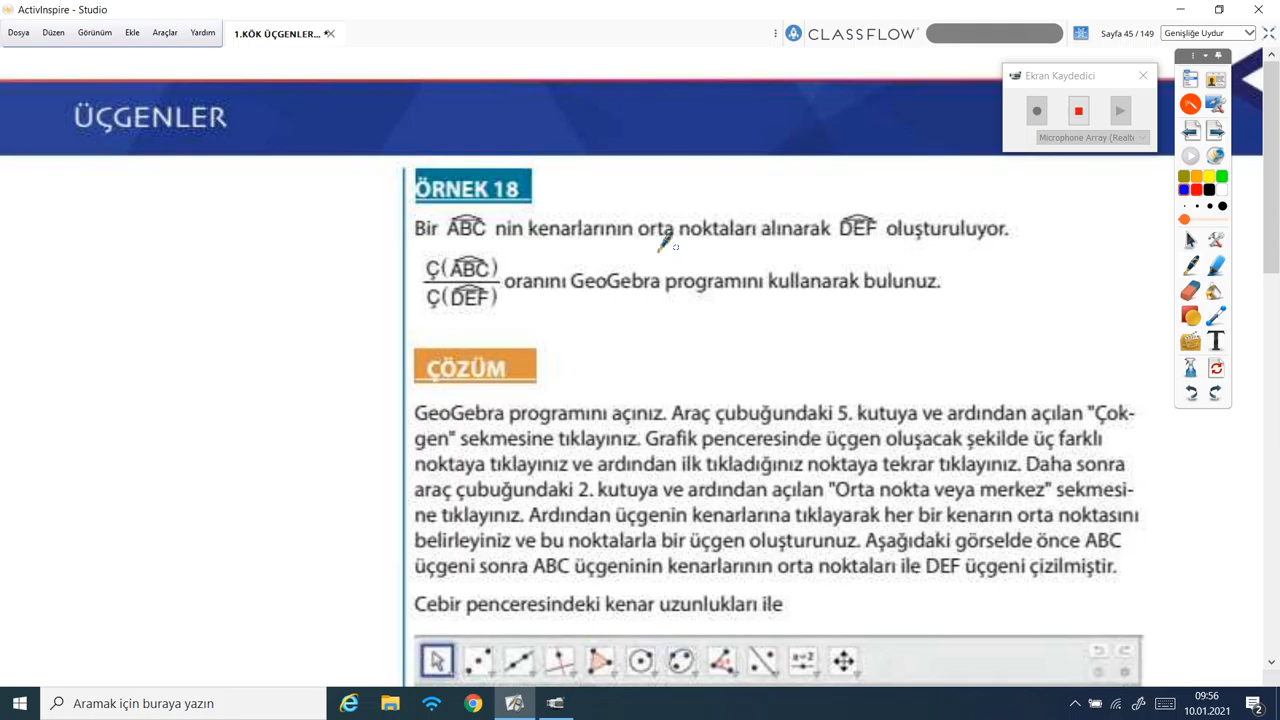 ActivInspire - Studio
Dosya Düzen Görünüm Ekle Araçlar Yardım
1.KÖK ÜÇGENLER... *
CLASSFLOW
Sayfa 45 / 149
Genişliğe Uydur
Ekran Kaydedici
Microphone Array (Realt
ÜÇGENLER
ÖRNEK 18
Bir ABC nin kenarlarının orta noktaları alınarak DEF oluşturuluyor.
Ç(ABC)
Ç(DEF)
oranını GeoGebra programını kullanarak bulunuz.
ÇÖZÜM
GeoGebra programını açınız. Araç çubuğundaki 5. kutuya ve ardından açılan "Çok-
gen" sekmesine tıklayınız. Grafik penceresinde üçgen oluşacak şekilde üç farklı
noktaya tıklayınız ve ardından ilk tıkladığınız noktaya tekrar tıklayınız. Daha sonra
araç çubuğundaki 2. kutuya ve ardından açılan "Orta nokta veya merkez" sekmesi-
ne tıklayınız. Ardından üçgenin kenarlarına tıklayarak her bir kenarın orta noktasını
belirleyiniz ve bu noktalarla bir üçgen oluşturunuz. Aşağıdaki görselde önce ABC
üçgeni sonra ABC üçgeninin kenarlarının orta noktaları ile DEF üçgeni çizilmiştir.
Cebir penceresindeki kenar uzunlukları ile
a=2
Aramak için buraya yazın
09:56
10.01.2021
2